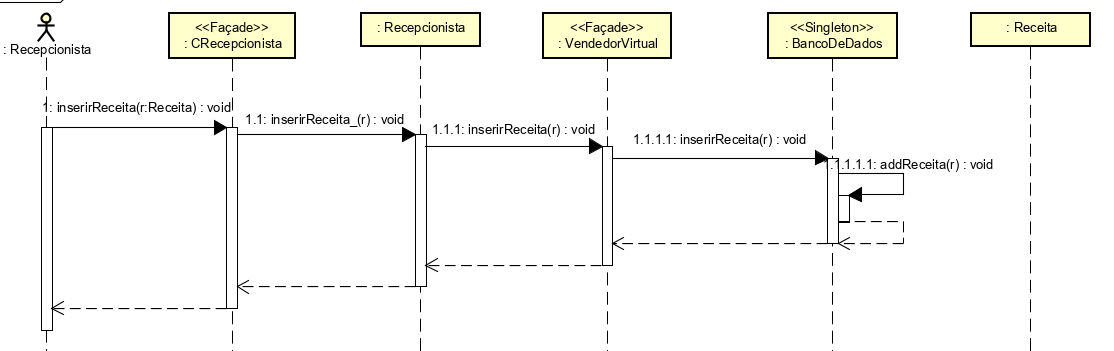 : Recepcionista
<<Façade>>
: CRecepcionista
: Recepcionista
<<Façade>>
: VendedorVirtual
<<Singleton>>
: BancoDeDados
: Receita
1: inserirReceita(r:Receita) : void
1.1: inserirReceita_(r) : void
1.1.1: inserirReceita(r) : void
1.1.1.1: inserirReceita(r) : void
1.1.1.1.1: addReceita(r) : void